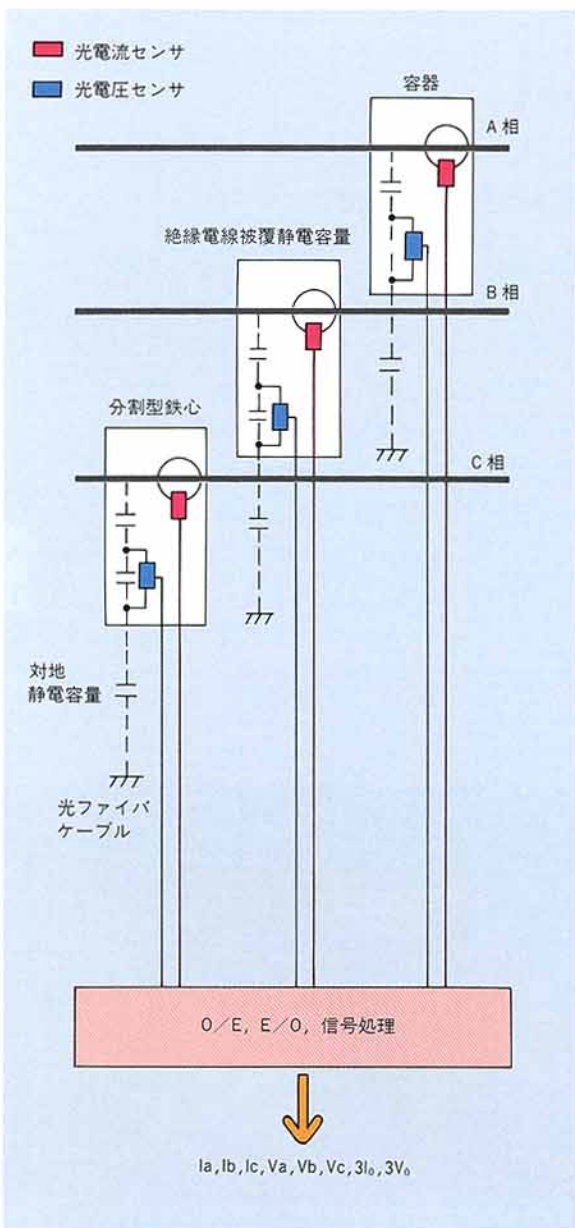 光電流センサ
光電圧センサ
容器
A相
絶縁電線被覆静電容量
B相
分割型鉄心
C相
対地
静電容量
光ファイバ
ケーブル
O/E, E/O, 信号処理
Ia, Ib, Ic, Va, Vb, Vc, 3I₀, 3V₀